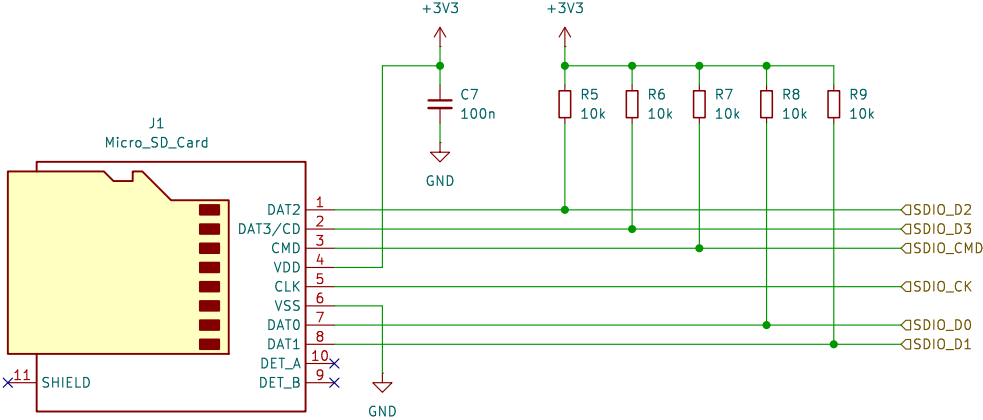 +3V3
+3V3
C7
100n
R5
10k
R6
10k
R7
10k
R8
10k
R9
10k
GND
J1
Micro_SD_Card
DAT2 1 SDIO_D2
DAT3/CD 2 SDIO_D3
CMD 3 SDIO_CMD
VDD 4
CLK 5 SDIO_CK
VSS 6
DAT0 7 SDIO_D0
DAT1 8 SDIO_D1
DET_A 10
DET_B 9
11 SHIELD
GND